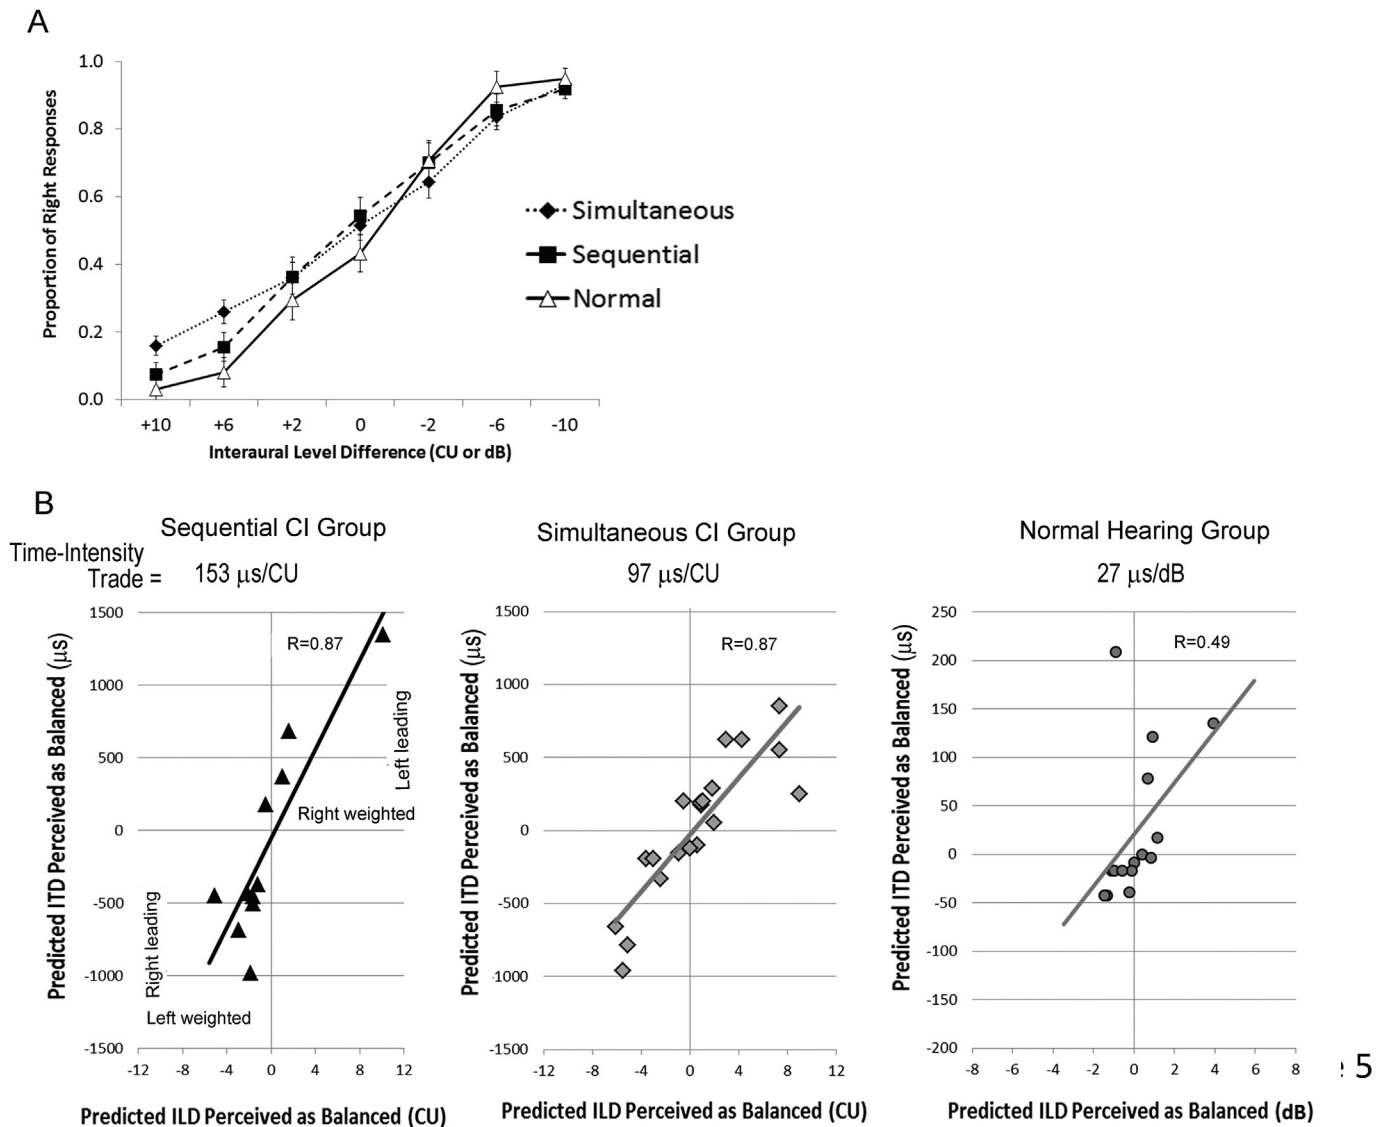 A
1.0
0.8
0.6
0.4
0.2
0.0
Proportion of Right Responses
+10 +6 +2 0 -2 -6 -10
Interaural Level Difference (CU or dB)
Simultaneous
Sequential
Normal
B
Time-Intensity
Trade =
Sequential CI Group
153 μs/CU
Predicted ITD Perceived as Balanced (μs)
1500
1000
500
0
-500
-1000
-1500
R=0.87
Left leading
Right weighted
Right leading
Left weighted
-12 -8 -4 0 4 8 12
Predicted ILD Perceived as Balanced (CU)
Simultaneous CI Group
97 μs/CU
Predicted ITD Perceived as Balanced (μs)
1500
1000
500
0
-500
-1000
-1500
R=0.87
-12 -8 -4 0 4 8 12
Predicted ILD Perceived as Balanced (CU)
Normal Hearing Group
27 μs/dB
Predicted ITD Perceived as Balanced (μs)
250
200
150
100
50
0
-50
-100
-150
-200
R=0.49
-8 -6 -4 -2 0 2 4 6 8
Predicted ILD Perceived as Balanced (dB)
5